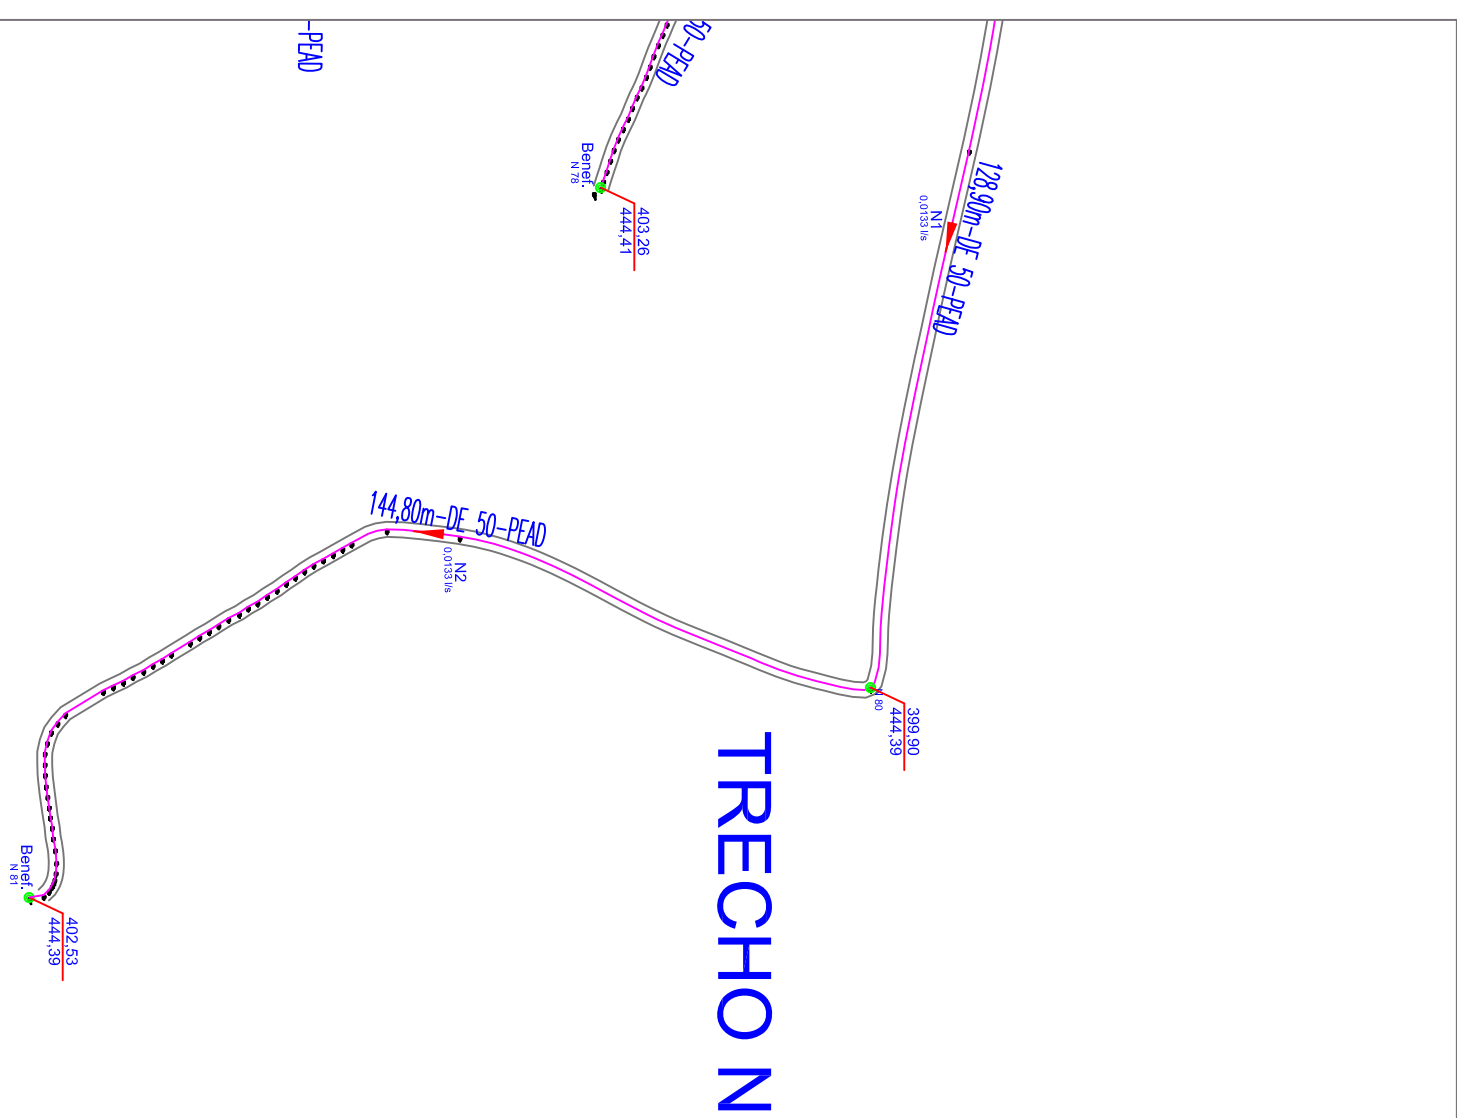 -PEAD
50-PEAD
Benef.
N 78
403,26
444,41
128,90m-DE 50-PEAD
N1
0,0133 l/s
144,80m-DE 50-PEAD
N2
0,0133 l/s
80
399,90
444,39
TRECHO N
Benef.
N 81
402,53
444,39